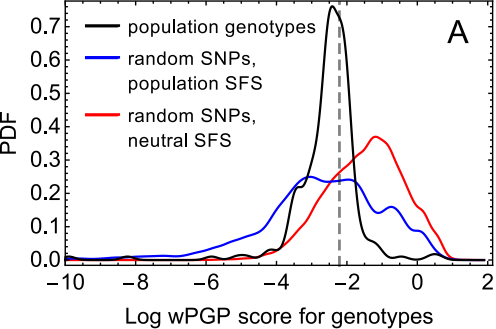 A
population genotypes
random SNPs,
population SFS
random SNPs,
neutral SFS
PDF
0.7
0.6
0.5
0.4
0.3
0.2
0.1
0.0
−10 −8 −6 −4 −2 0 2
Log wPGP score for genotypes